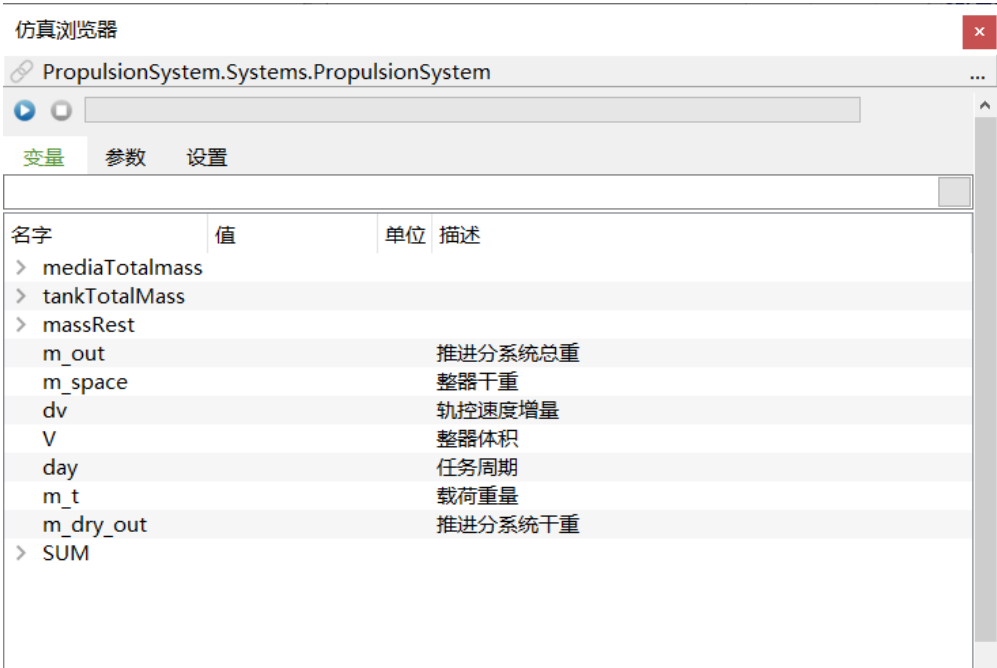 仿真浏览器
PropulsionSystem.Systems.PropulsionSystem ...
变量 参数 设置
名字 值 单位 描述
mediaTotalmass
tankTotalMass
massRest
m_out 推进分系统总重
m_space 整器干重
dv 轨控速度增量
V 整器体积
day 任务周期
m_t 载荷重量
m_dry_out 推进分系统干重
SUM